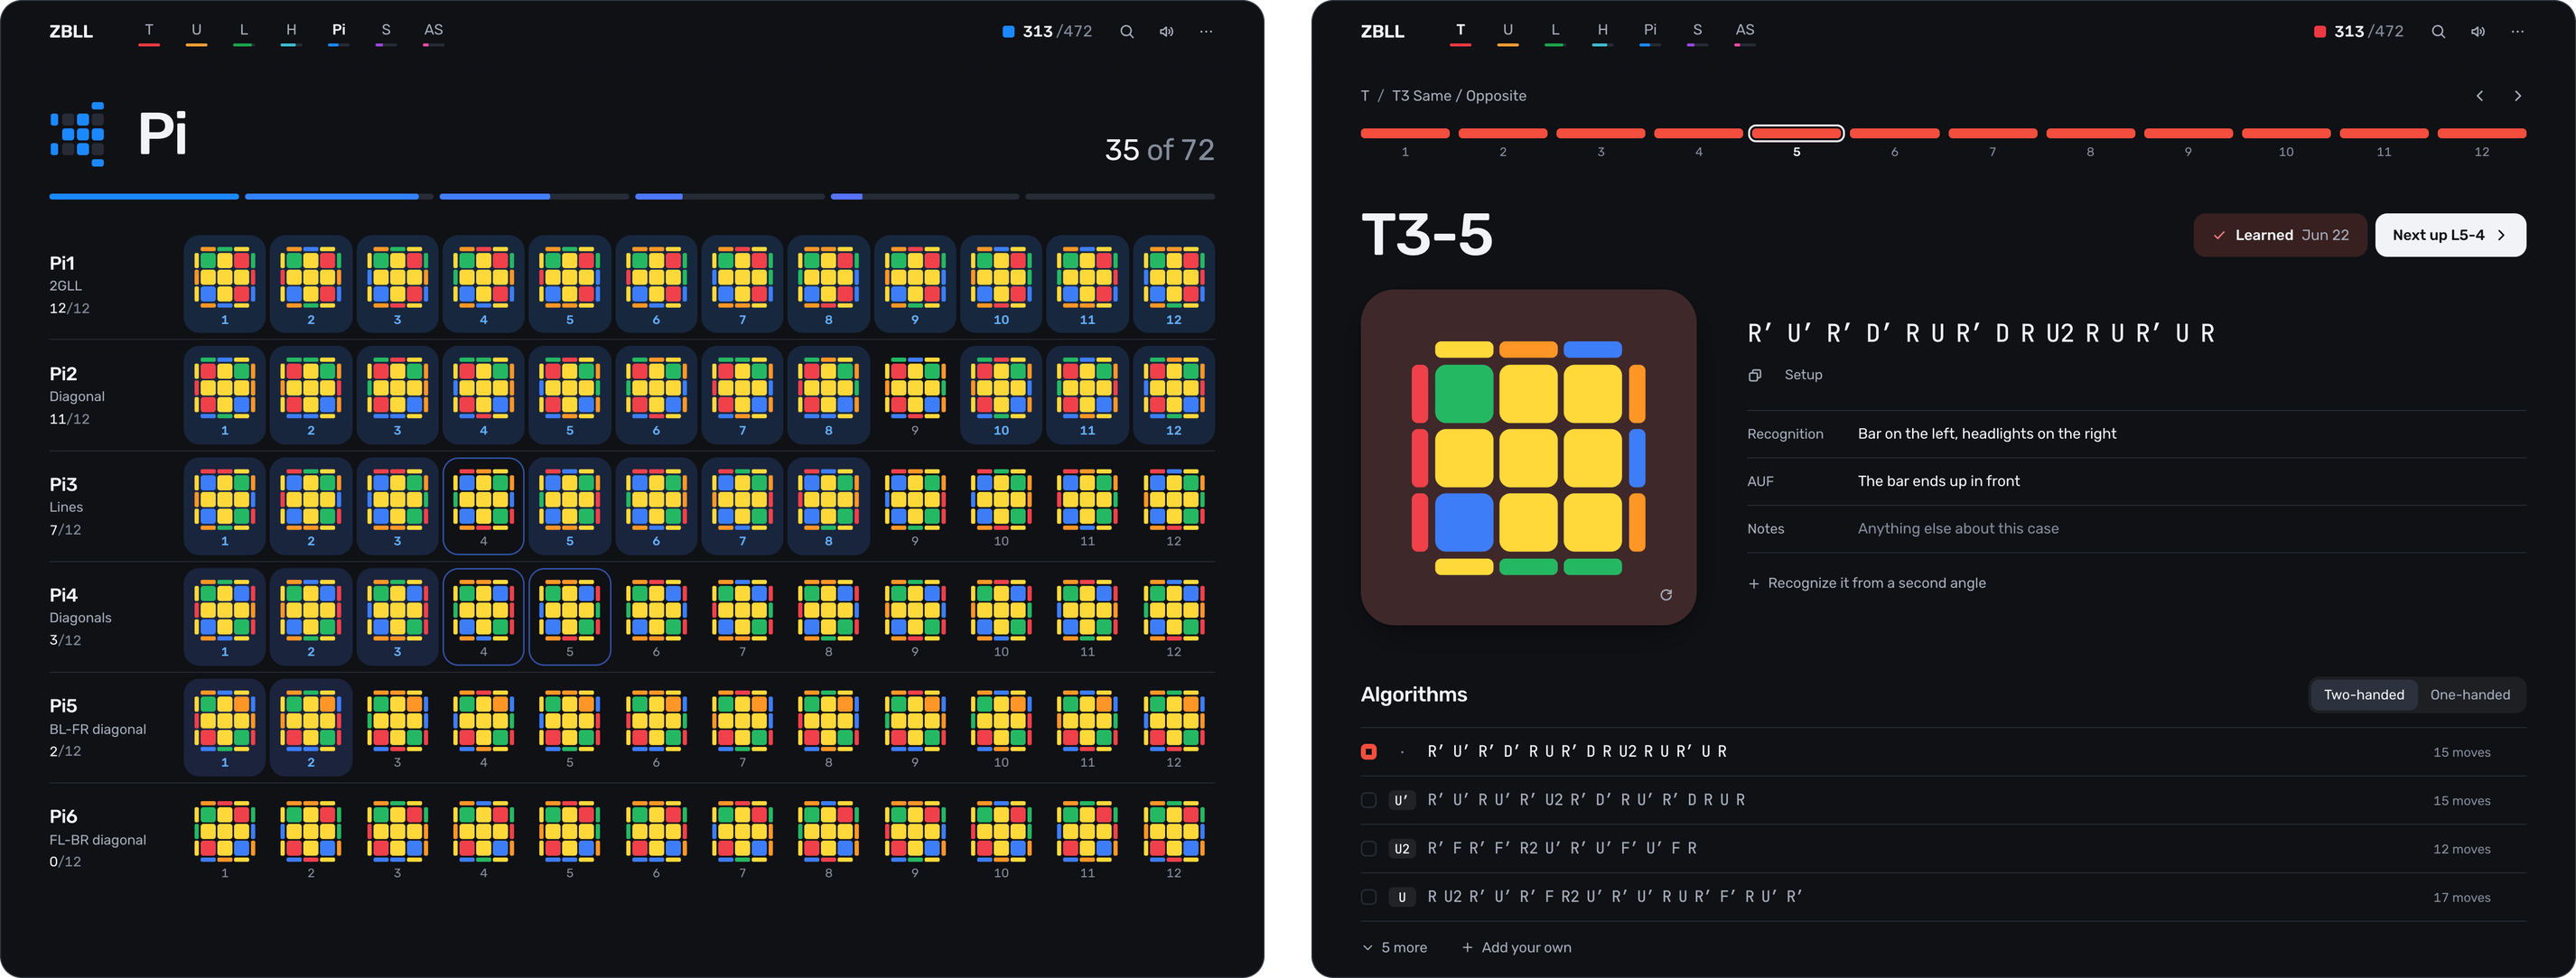 ZBLL T U L H Pi S AS 313 /472
Pi
35 of 72
Pi1
2GLL
12/12
1 2 3 4 5 6 7 8 9 10 11 12
Pi2
Diagonal
11/12
1 2 3 4 5 6 7 8 9 10 11 12
Pi3
Lines
7/12
1 2 3 4 5 6 7 8 9 10 11 12
Pi4
Diagonals
3/12
1 2 3 4 5 6 7 8 9 10 11 12
Pi5
BL-FR diagonal
2/12
1 2 3 4 5 6 7 8 9 10 11 12
Pi6
FL-BR diagonal
0/12
1 2 3 4 5 6 7 8 9 10 11 12
ZBLL T U L H Pi S AS 313 /472
T / T3 Same / Opposite
1 2 3 4 5 6 7 8 9 10 11 12
T3-5
Learned Jun 22
Next up L5-4
R’ U’ R’ D’ R U R’ D R U2 R U R’ U R
Setup
Recognition Bar on the left, headlights on the right
AUF The bar ends up in front
Notes Anything else about this case
+ Recognize it from a second angle
Algorithms
Two-handed One-handed
· R’ U’ R’ D’ R U R’ D R U2 R U R’ U R 15 moves
U’ R’ U’ R U’ R’ U2 R’ D’ R U’ R’ D R U R 15 moves
U2 R’ F R’ F’ R2 U’ R’ U’ F’ U’ F R 12 moves
U R U2 R’ U’ R’ F R2 U’ R’ U’ R U R’ F’ R U’ R’ 17 moves
5 more + Add your own